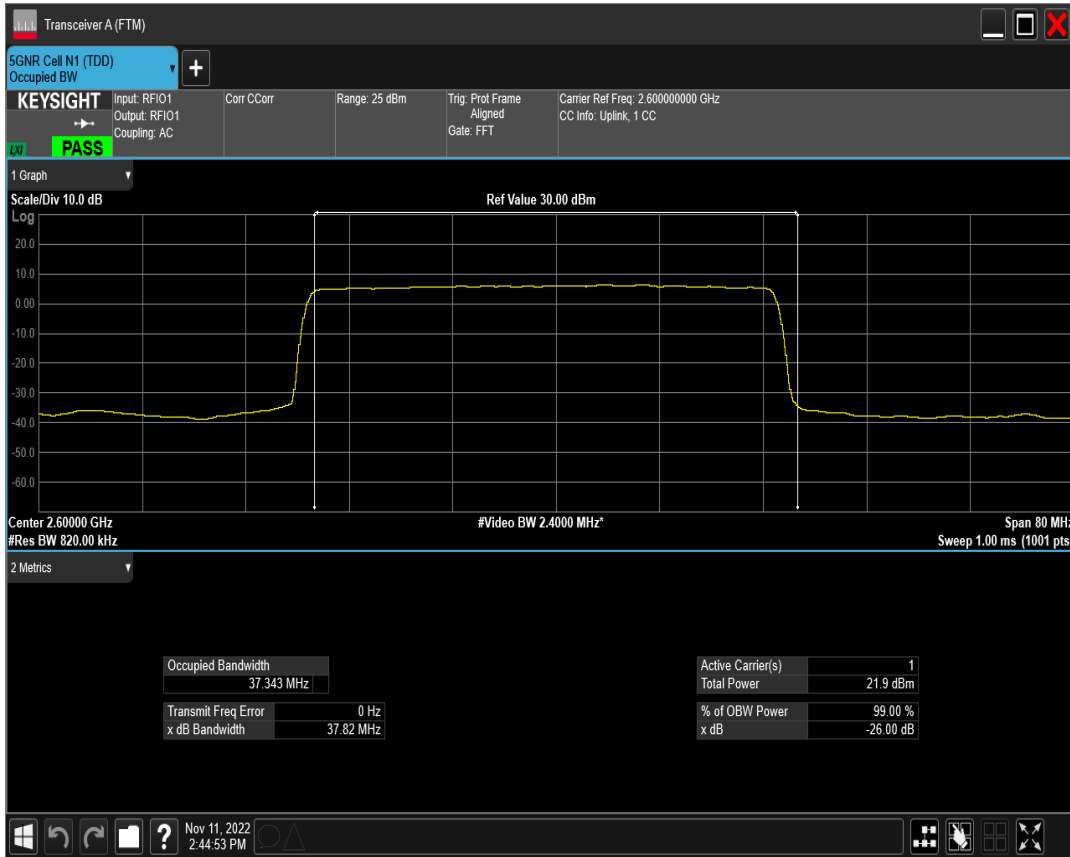 Transceiver A (FTM)
5GNR Cell N1 (TDD)
Occupied BW
+
KEYSIGHT
LXI
PASS
Input: RFIO1
Output: RFIO1
Coupling: AC
Corr CCorr
Range: 25 dBm
Trig: Prot Frame
Aligned
Gate: FFT
Carrier Ref Freq: 2.600000000 GHz
CC Info: Uplink, 1 CC
1 Graph
Scale/Div 10.0 dB
Ref Value 30.00 dBm
Log
20.0
10.0
0.00
-10.0
-20.0
-30.0
-40.0
-50.0
-60.0
Center 2.60000 GHz
#Video BW 2.4000 MHz*
Span 80 MHz
#Res BW 820.00 kHz
Sweep 1.00 ms (1001 pts
2 Metrics
Occupied Bandwidth
37.343 MHz
Transmit Freq Error 0 Hz
x dB Bandwidth 37.82 MHz
Active Carrier(s) 1
Total Power 21.9 dBm
% of OBW Power 99.00 %
x dB -26.00 dB
?
Nov 11, 2022
2:44:53 PM